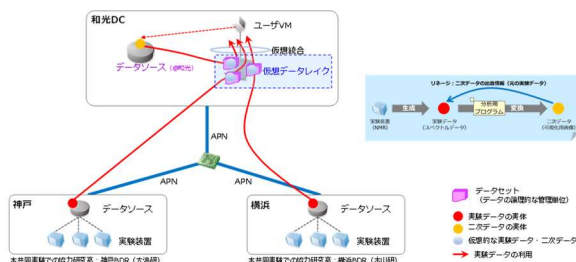 和光DC
ユーザVM
仮想統合
データソース (@和光)
仮想データレイク
APN
APN
APN
神戸
データソース
実験装置
横浜
データソース
実験装置
リネージ：二次データの出自情報（元の実験データ）
生成
分析用
プログラム
変換
実験装置
(NMR)
実験データ
(スペクトルデータ)
二次データ
(可視化用画像)
データセット
(データの論理的な管理単位)
実験データの実体
二次データの実体
仮想的な実験データ・二次データ
実験データの利用